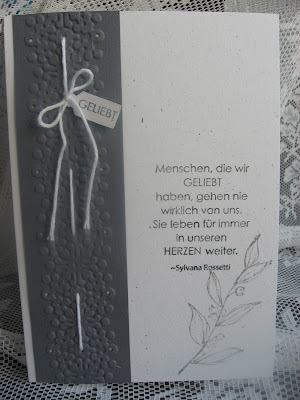 GELIEBT
Menschen, die wir
GELIEBT
haben, gehen nie
wirklich von uns.
Sie leben für immer
in unseren
HERZEN weiter.
~Sylvana Rossetti